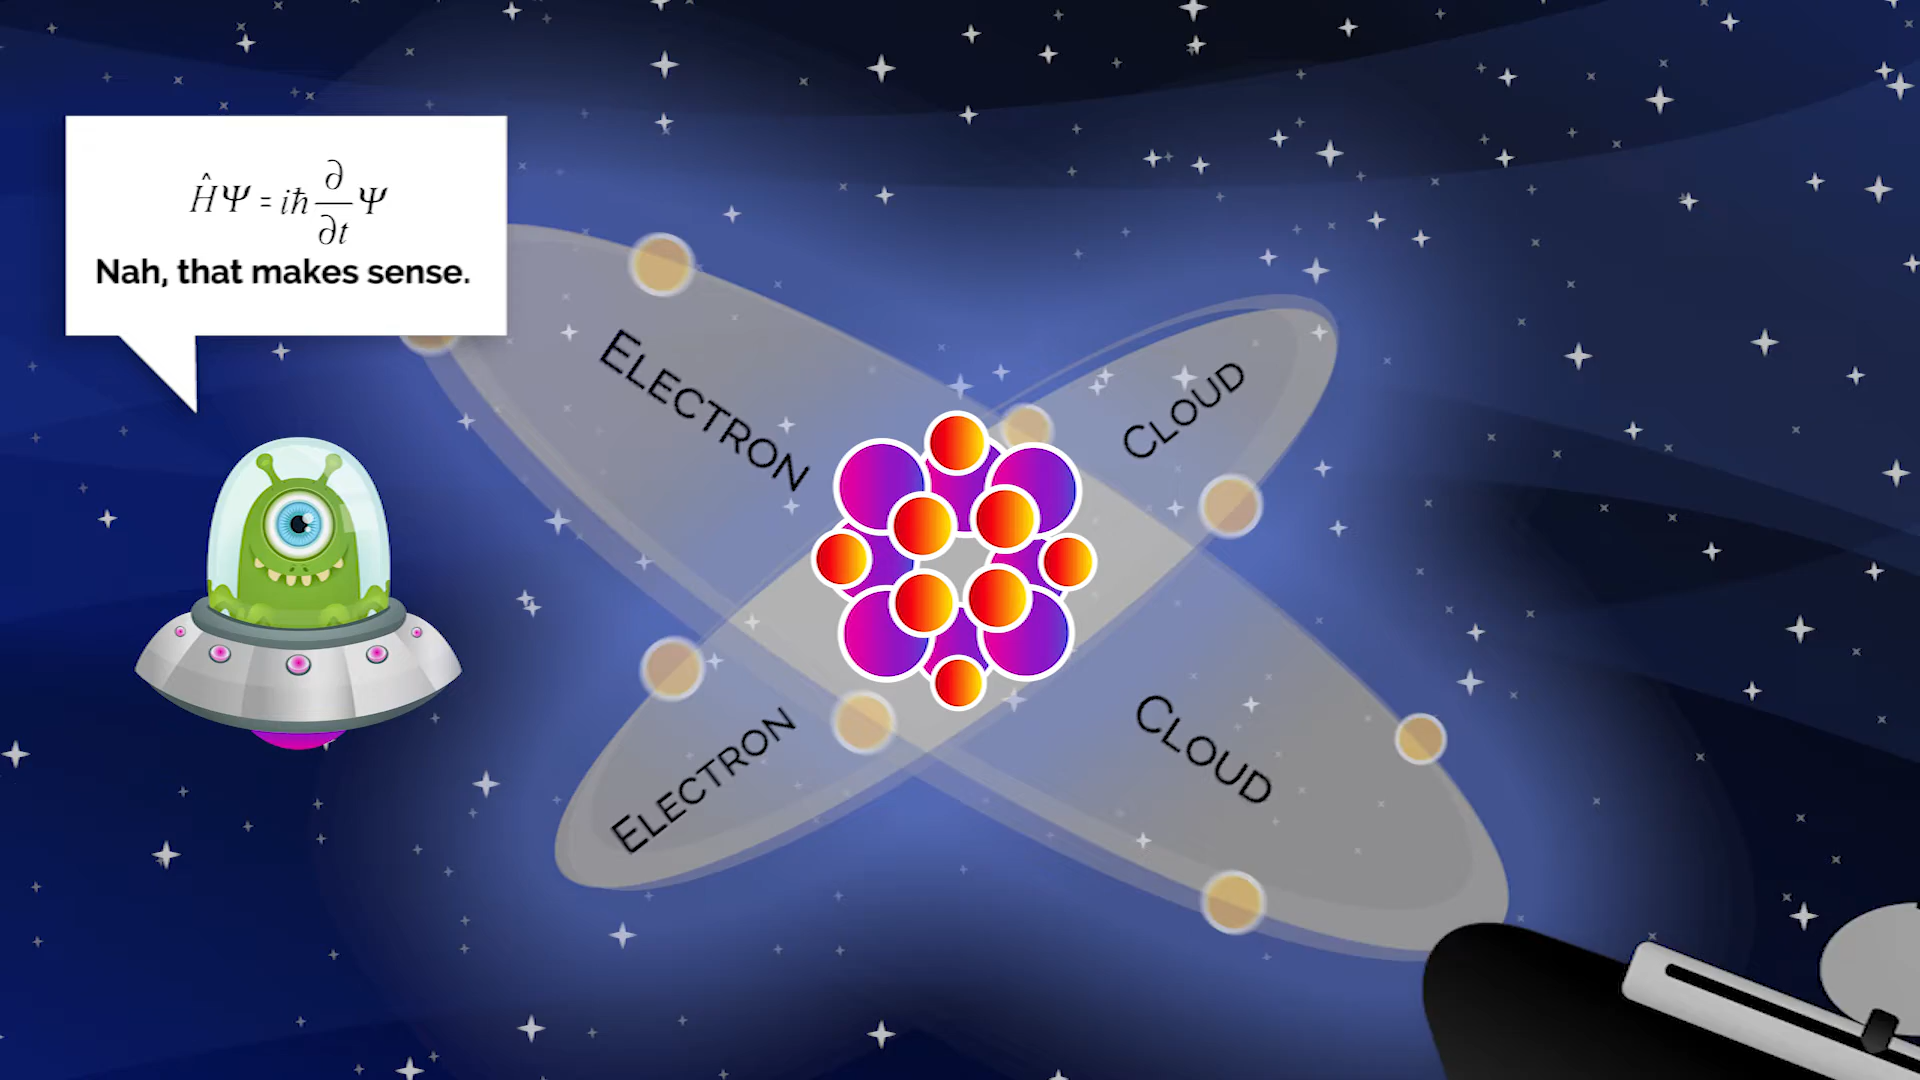 ĤΨ = iħ ∂/∂t Ψ
Nah, that makes sense.
ELECTRON
CLOUD
ELECTRON
CLOUD